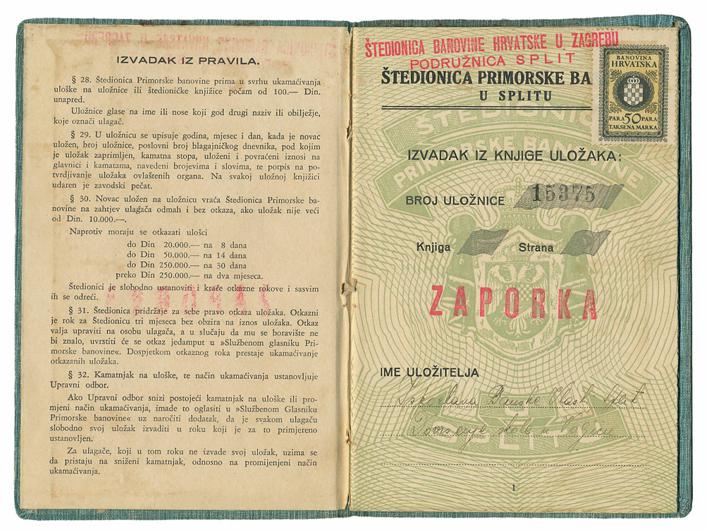 IZVADAK IZ PRAVILA.
§ 28. Štedionica Primorske banovine prima u svrhu ukamaćivanja
uloške na uložnice ili štedioničke knjižice počam od 100.— Din.
unapred.
Uložnice glase na ime ili nose koji god drugi naziv ili obilježje,
koje označi ulagač.
§ 29. U uložnicu se upisuje godina, mjesec i dan, kada je novac
uložen, broj uložnice, poslovni broj blagajničkog dnevnika, pod kojim
je uložak zaprimljen, kamatna stopa, uloženi i povraćeni iznosi na
glavnici i kamatama, navedeni brojevima i slovima, te potpis na po-
tvrdjivanje uložaka ovlaštenih organa. Na svakoj uložnoj knjižici
udaren je zavodski pečat.
§ 30. Novac uložen na uložnicu vraća Štedionica Primorske ba-
novine na zahtjev ulagača odmah i bez otkaza, ako uložak nije veći
od Din. 10.000.—.
Naprotiv moraju se otkazati ulošci
do Din 20.000.— na 8 dana
do Din 50.000.— na 14 dana
do Din 250.000.— na 30 dana
preko Din 250.000.— na dva mjeseca.
Štedionici je slobodno ustanoviti i kraće otkazne rokove i sasvim
ih se odreći.
§ 31. Štedionica pridržaje za sebe pravo otkaza uložaka. Otkazni
je rok za Štedionicu tri mjeseca bez obzira na iznos uložaka. Otkaz
valja upraviti na osobu ulagača, a u slučaju da mu se boravište ne
bi znalo, uvrstiti će se otkaz jedamput u »Službenom glasniku Pri-
morske banovine«. Dospjetkom otkaznog roka prestaje ukamaćivanje
otkazanih uložaka.
§ 32. Kamatnjak na uloške, te način ukamaćivanja ustanovljuje
Upravni odbor.
Ako Upravni odbor snizi postojeći kamatnjak na uloške ili pro-
mijeni način ukamaćivanja, imade to oglasiti u »Službenom Glasniku
Primorske banovine« uz naročiti dodatak, da je svakom ulagaču
slobodno svoj uložak izvaditi u roku koji je za to primjereno
ustanovljen.
Za ulagače, koji u tom roku ne izvade svoj uložak, uzima se
da pristaju na sniženi kamatnjak, odnosno na promijenjeni način
ukamaćivanja.
ŠTEDIONICA BANOVINE HRVATSKE U ZAGREBU
PODRUŽNICA SPLIT
ŠTEDIONICA PRIMORSKE BA
U SPLITU
BANOVINA
HRVATSKA
PARA 50 PARA
TAKSENA MARKA
IZVADAK IZ KNJIGE ULOŽAKA:
BROJ ULOŽNICE 15375
Knjiga Strana
ZAPORKA
IME ULOŽITELJA
Banska Vlast Split
1